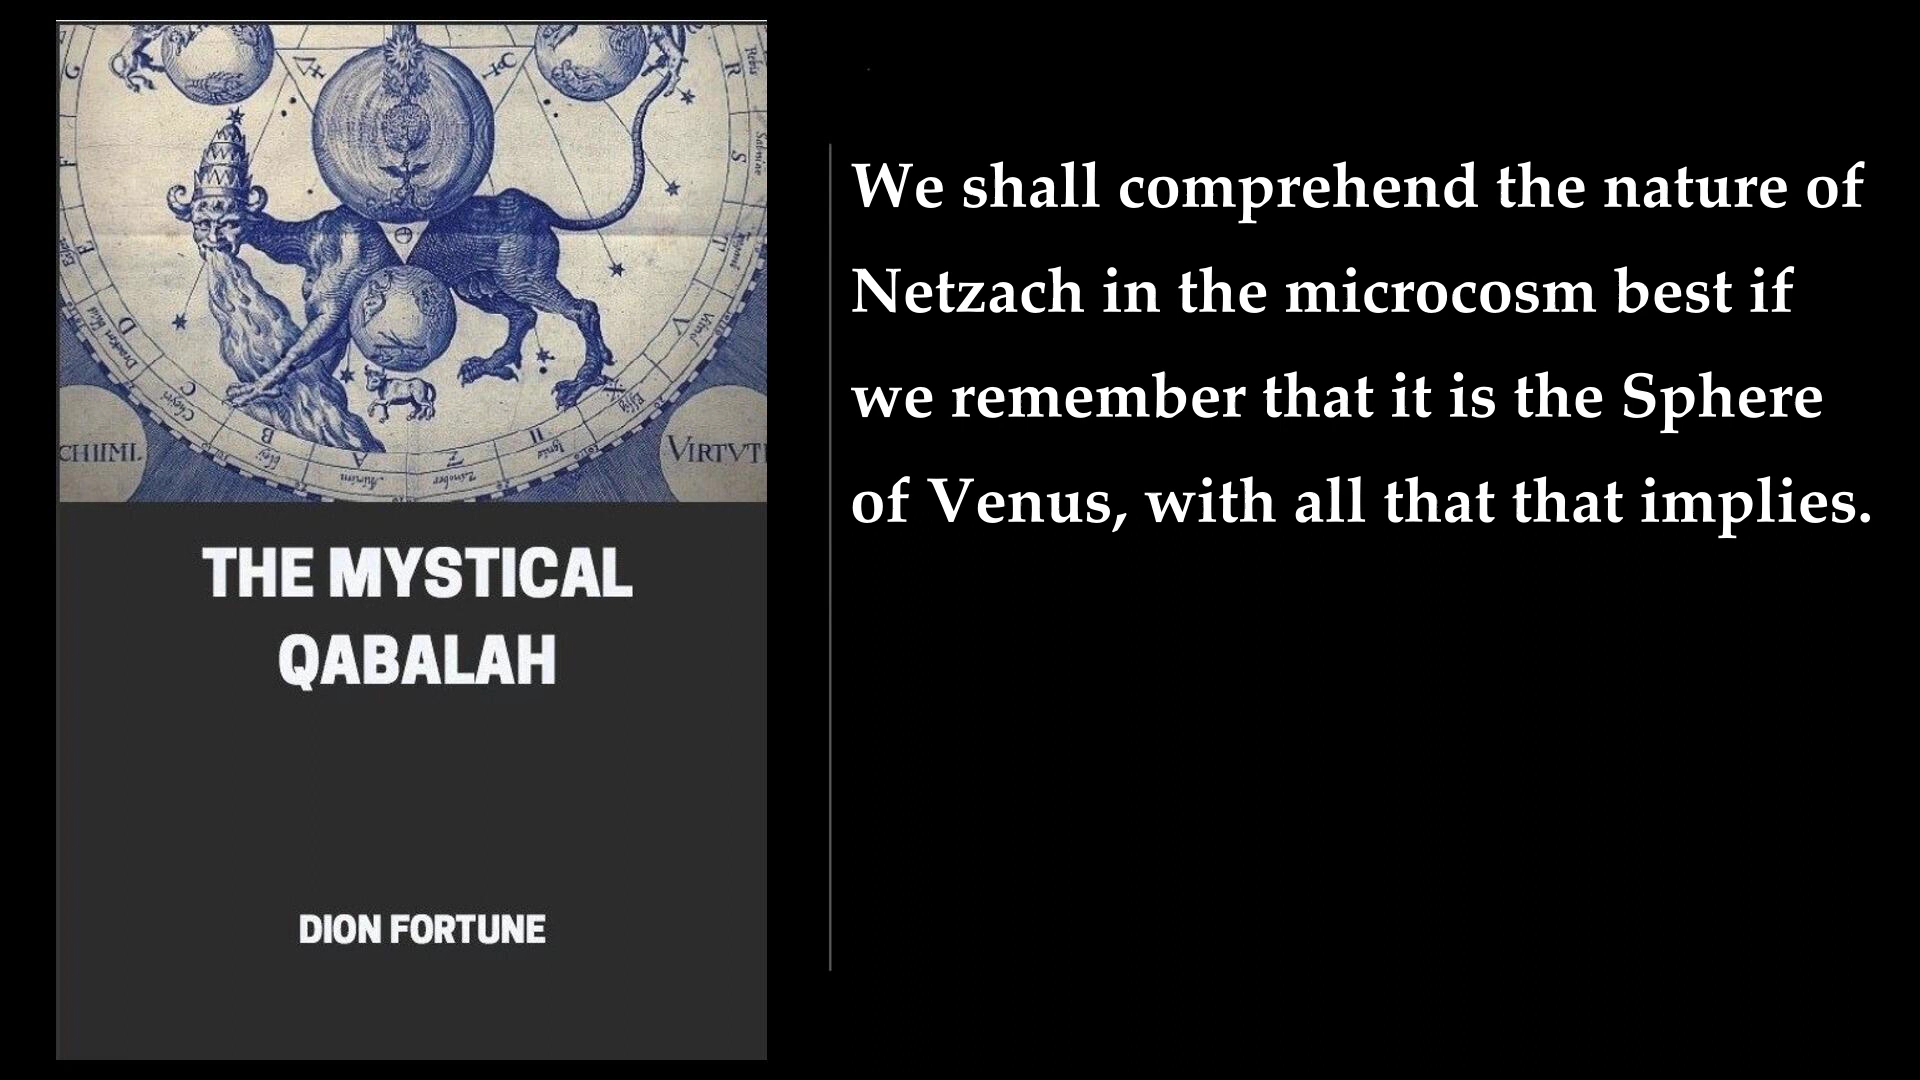 CHIIMI.
VIRTVTI
THE MYSTICAL
QABALAH
DION FORTUNE
We shall comprehend the nature of
Netzach in the microcosm best if
we remember that it is the Sphere
of Venus, with all that that implies.